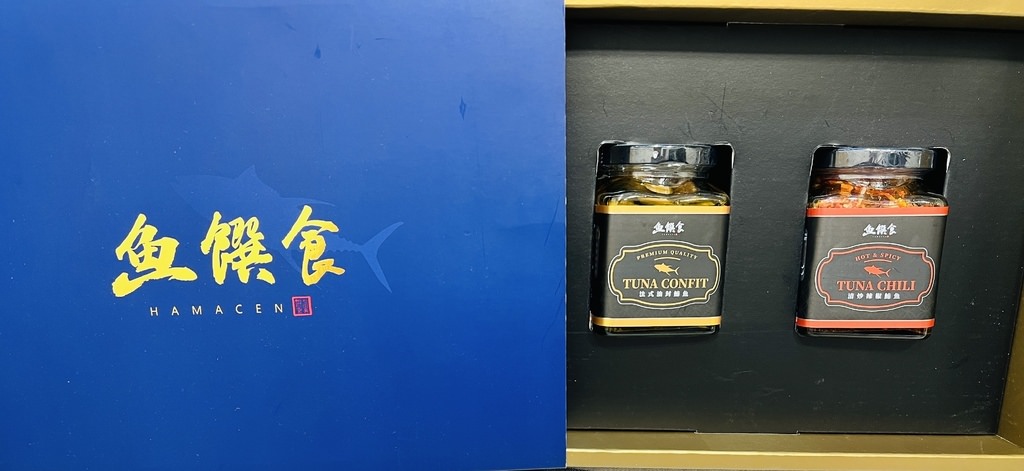 魚饌食
HAMACEN
魚饌食
PREMIUM QUALITY
TUNA CONFIT
法式油封鮪魚
魚饌食
HOT & SPICY
TUNA CHILI
清炒辣椒鮪魚